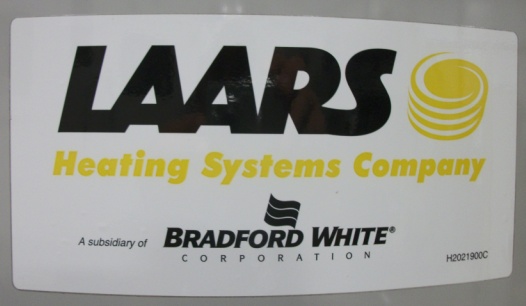 LAARS
Heating Systems Company
A subsidiary of BRADFORD WHITE®
CORPORATION
H2021900C